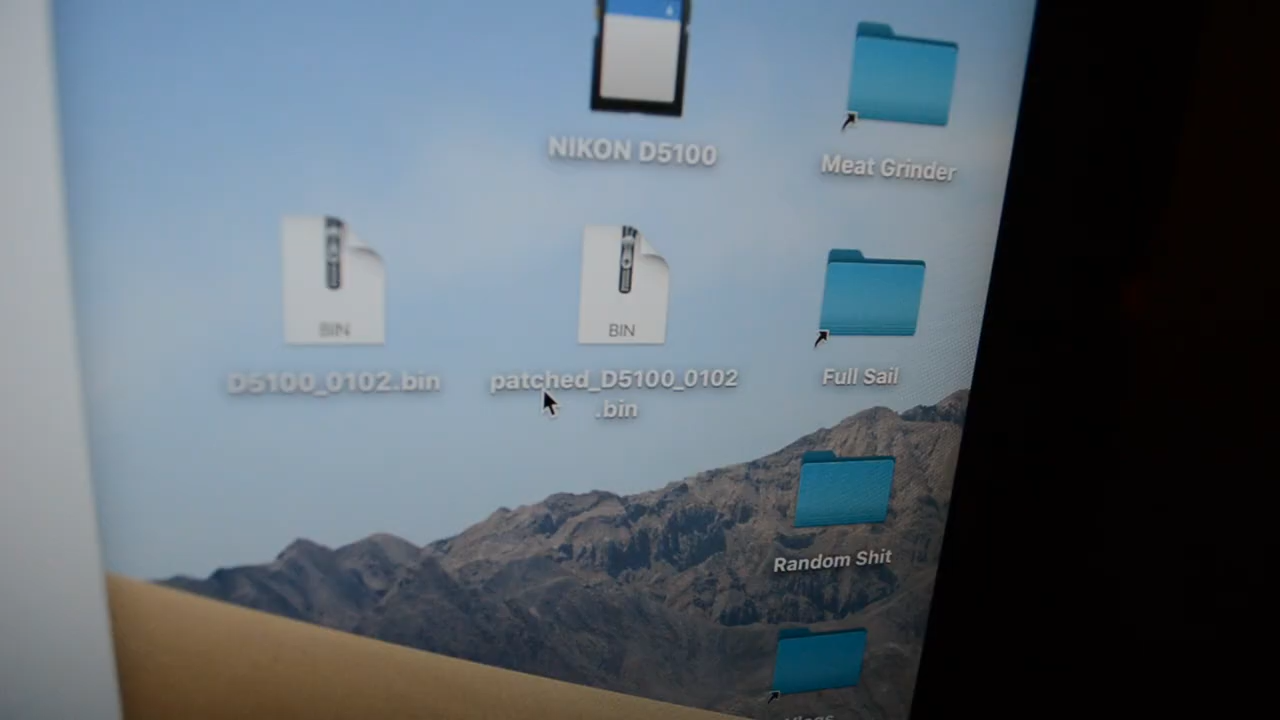 NIKON D5100
Meat Grinder
BIN
BIN
D5100_0102.bin
patched_D5100_0102
.bin
Full Sail
Random Shit